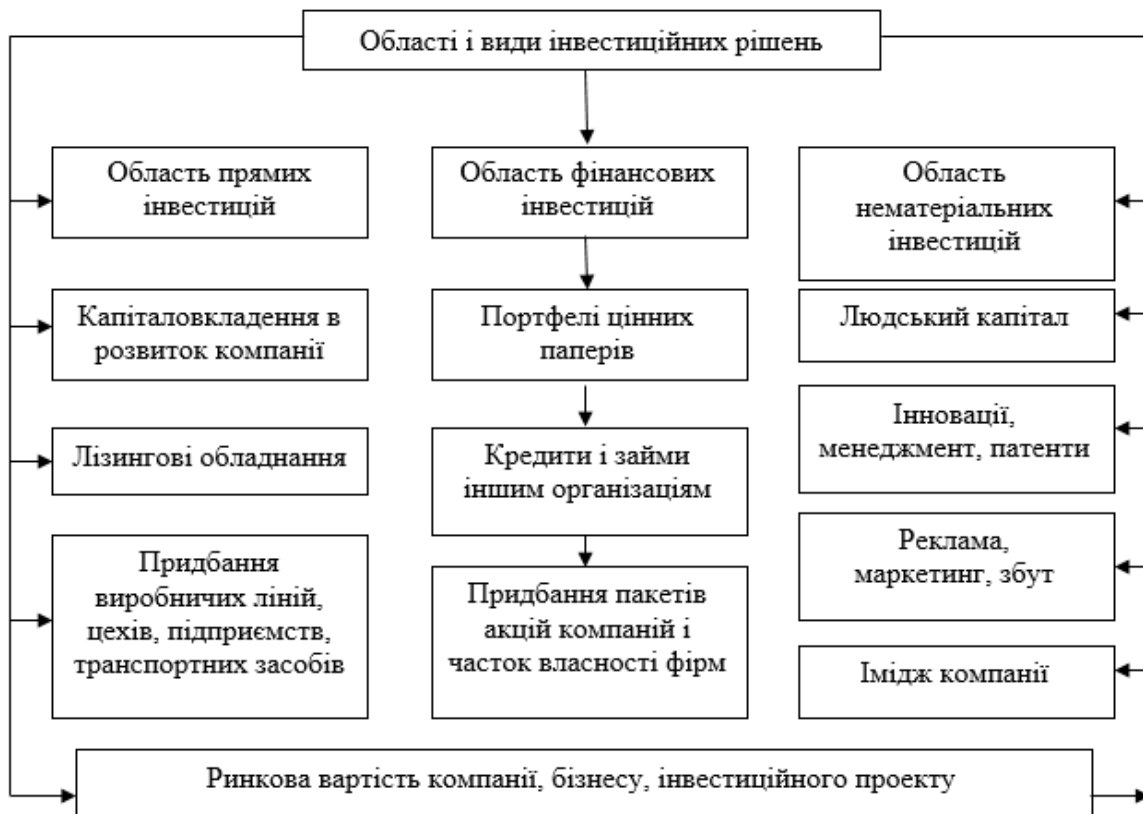 Області і види інвестиційних рішень
Область прямих
інвестицій
Область фінансових
інвестицій
Область
нематеріальних
інвестицій
Капіталовкладення в
розвиток компанії
Портфелі цінних
паперів
Людський капітал
Лізингові обладнання
Кредити і займи
іншим організаціям
Інновації,
менеджмент, патенти
Придбання
виробничих ліній,
цехів, підприємств,
транспортних засобів
Придбання пакетів
акцій компаній і
часток власності фірм
Реклама,
маркетинг, збут
Імідж компанії
Ринкова вартість компанії, бізнесу, інвестиційного проекту